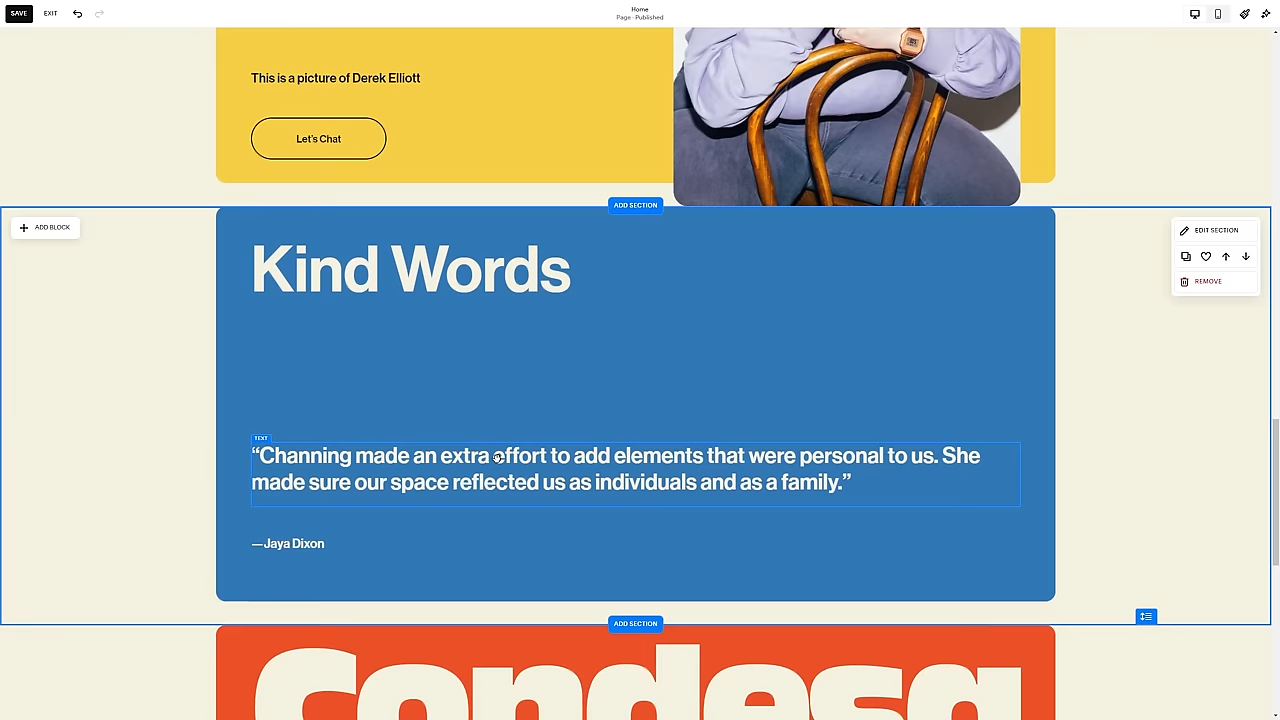 SAVE
EXIT
Home
Page · Published
This is a picture of Derek Elliott
Let's Chat
ADD SECTION
ADD BLOCK
EDIT SECTION
REMOVE
Kind Words
TEXT
“Channing made an extra effort to add elements that were personal to us. She
made sure our space reflected us as individuals and as a family.”
—Jaya Dixon
ADD SECTION
Condesa